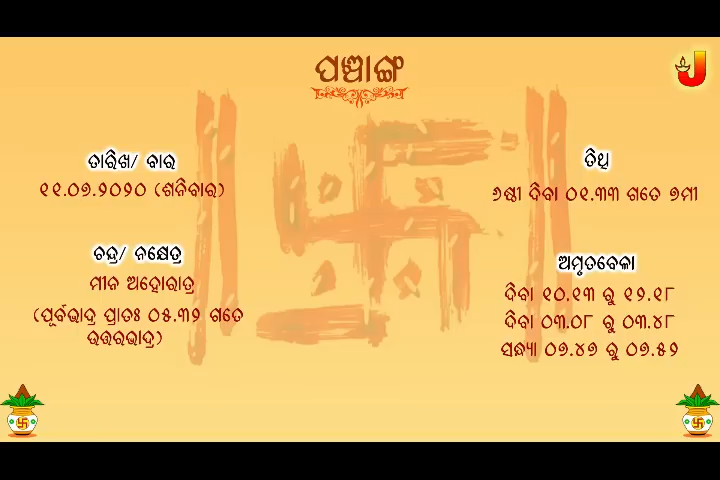 ପଞ୍ଚାଙ୍ଗ
J
ତାରିଖ/ ବାର
୧୧.୦୭.୨୦୨୦ (ଶନିବାର)
ଚନ୍ଦ୍ର/ ନକ୍ଷେତ୍ର
ମୀନ ଅହୋରାତ୍ର
(ପୂର୍ବଭାଦ୍ର ପ୍ରାତଃ ୦୫.୩୨ ଗତେ
ଉତ୍ତରଭାଦ୍ର)
ତିଥି
୬ଷ୍ଠୀ ଦିବା ୦୧.୩୩ ଗତେ ୭ମୀ
ଅମୃତବେଳା
ଦିବା ୧୦.୧୩ ରୁ ୧୨.୧୮
ଦିବା ୦୩.୦୮ ରୁ ୦୩.୪୮
ସନ୍ଧ୍ୟା ୦୭.୪୭ ରୁ ୦୭.୫୨